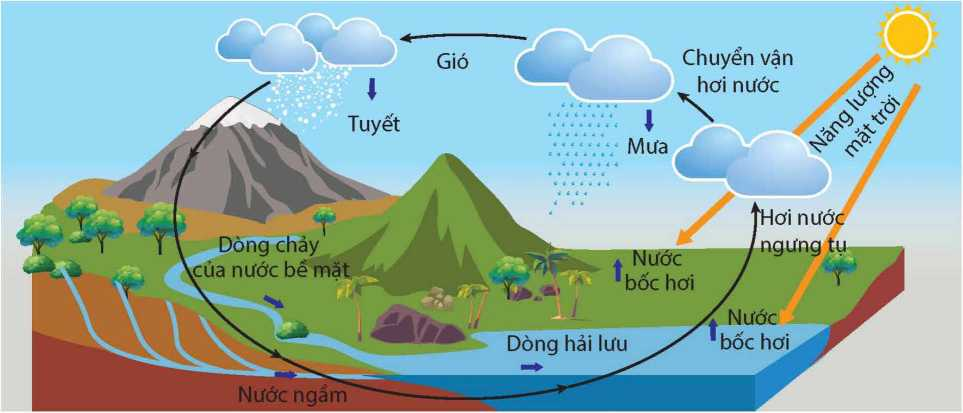 Gió
Chuyển vận
hơi nước
Năng lượng
mặt trời
Tuyết
Mưa
Hơi nước
ngưng tụ
Dòng chảy
của nước bề mặt
Nước
bốc hơi
Nước
bốc hơi
Dòng hải lưu
Nước ngầm